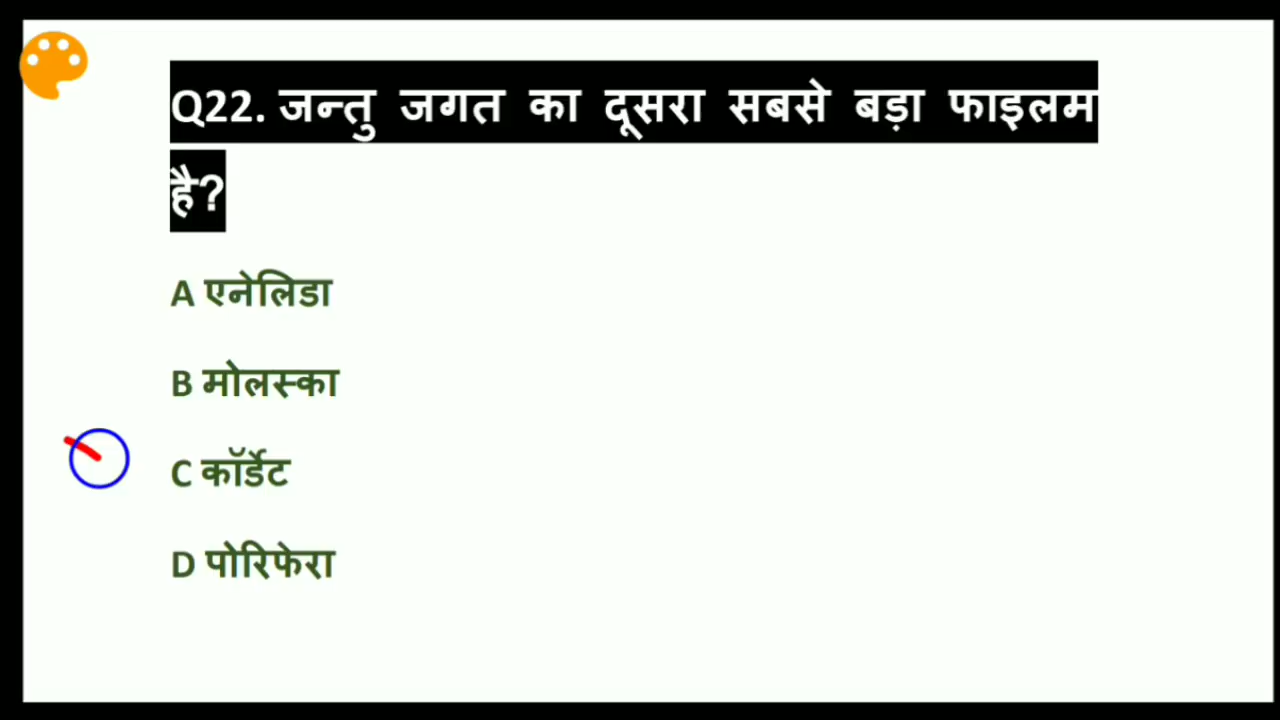 Q22. जन्तु जगत का दूसरा सबसे बड़ा फाइलम
है?
A एनेलिडा
B मोलस्का
C कॉर्डेट
D पोरिफेरा